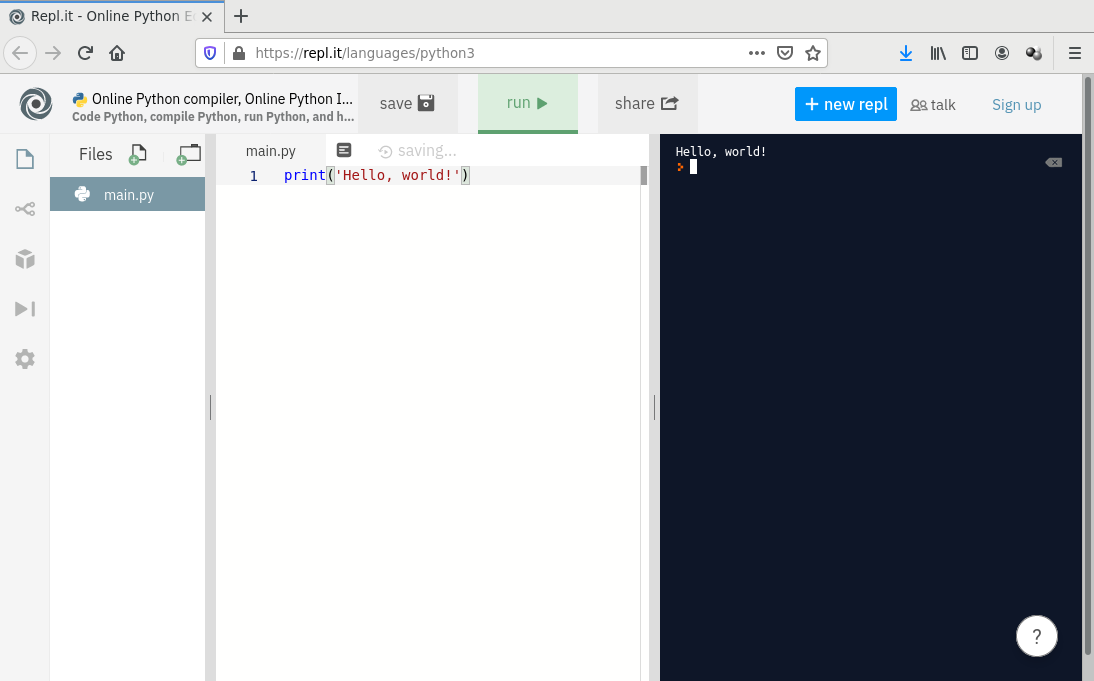 Repl.it - Online Python E
https://repl.it/languages/python3
Online Python compiler, Online Python I...
Code Python, compile Python, run Python, and h...
save
run
share
+ new repl
talk
Sign up
Files
main.py
main.py
saving...
1 print('Hello, world!')
Hello, world!
?